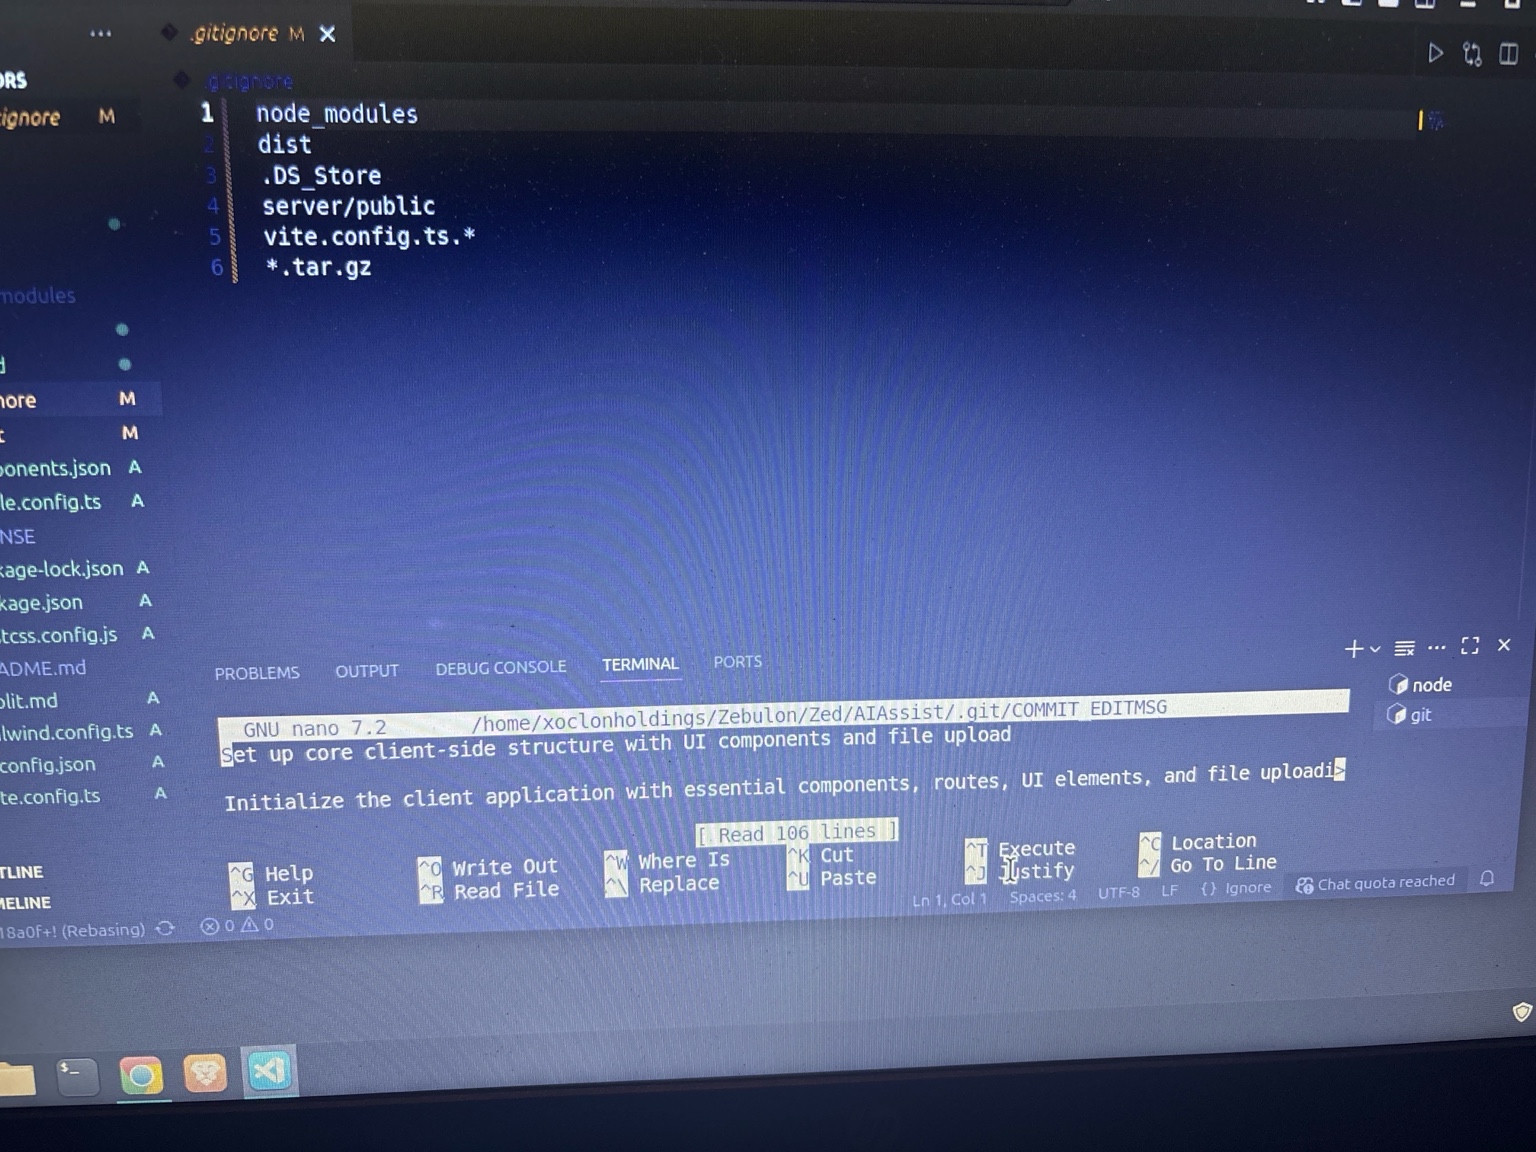 ... .gitignore M ×
ORS .gitignore
ignore M 1 node_modules
2 dist
3 .DS_Store
4 server/public
5 vite.config.ts.*
6 *.tar.gz
modules
d
nore M
t M
ponents.json A
le.config.ts A
NSE
kage-lock.json A
kage.json A
tcss.config.js A
ADME.md
plit.md A
ilwind.config.ts A
config.json A
te.config.ts A
TLINE
MELINE
PROBLEMS OUTPUT DEBUG CONSOLE TERMINAL PORTS
node
git
GNU nano 7.2 /home/xoclonholdings/Zebulon/Zed/AIAssist/.git/COMMIT_EDITMSG
Set up core client-side structure with UI components and file upload
Initialize the client application with essential components, routes, UI elements, and file uploadi>
[ Read 106 lines ]
^G Help ^O Write Out ^W Where Is ^K Cut ^T Execute ^C Location
^X Exit ^R Read File ^\ Replace ^U Paste ^J Justify ^/ Go To Line
18a0f+! (Rebasing) 0 0 Ln 1, Col 1 Spaces: 4 UTF-8 LF {} Ignore Chat quota reached
$_